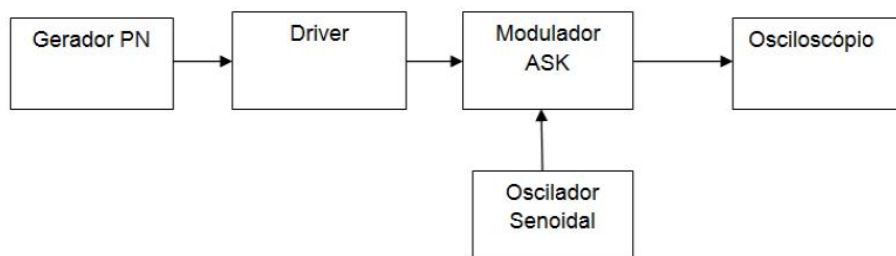 Gerador PN
Driver
Modulador
ASK
Osciloscópio
Oscilador
Senoidal